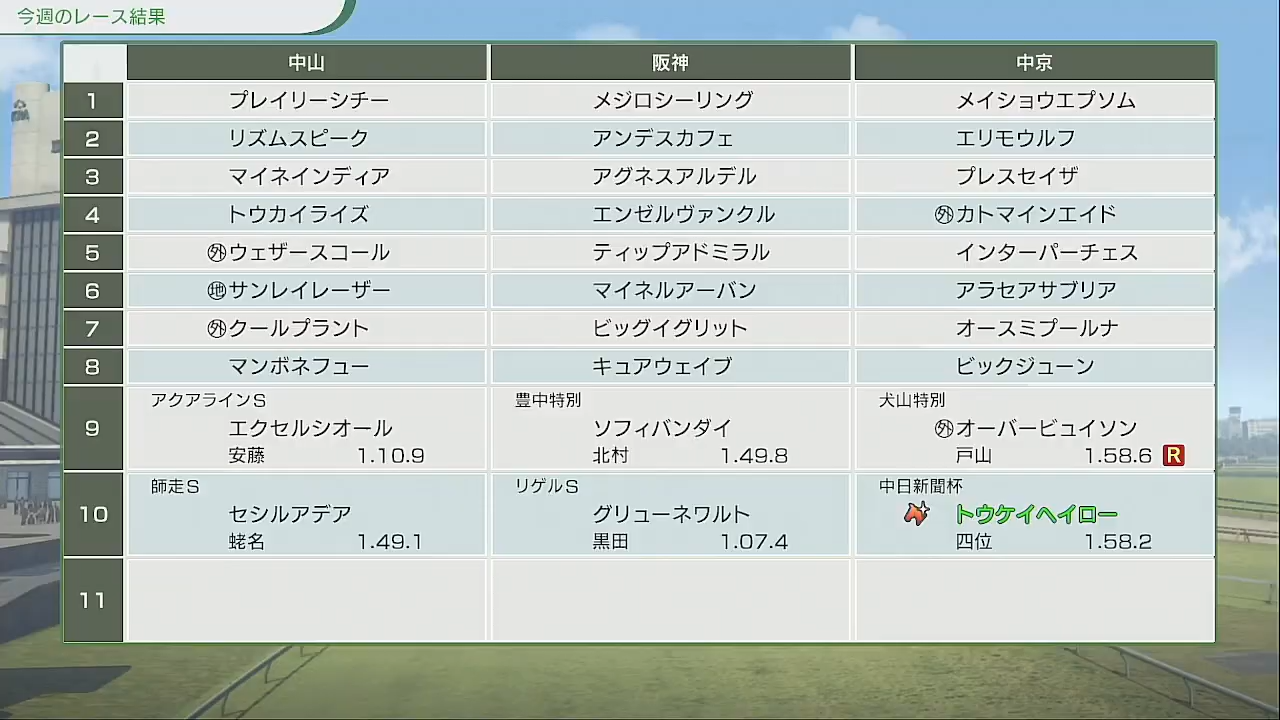 今週のレース結果
中山 阪神 中京
1 プレイリーシチー メジロシーリング メイショウエプソム
2 リズムスピーク アンデスカフェ エリモウルフ
3 マイネインディア アグネスアルデル プレスセイザ
4 トウカイライズ エンゼルヴァンクル ㊕カトマインエイド
5 外ウェザースコール ティップアドミラル インターパーチェス
6 地サンレイレーザー マイネルアーバン アラセアサブリア
7 外クールプラント ビッグイグリット オースミプールナ
8 マンボネフュー キュアウェイブ ビックジューン
アクアラインS 豊中特別 犬山特別
9 エクセルシオール ソフィバンダイ 外オーバービュイソン
安藤 1.10.9 北村 1.49.8 戸山 1.58.6 R
師走S リゲルS 中日新聞杯
10 セシルアデア グリューネワルト トウケイヘイロー
蛯名 1.49.1 黒田 1.07.4 四位 1.58.2
11